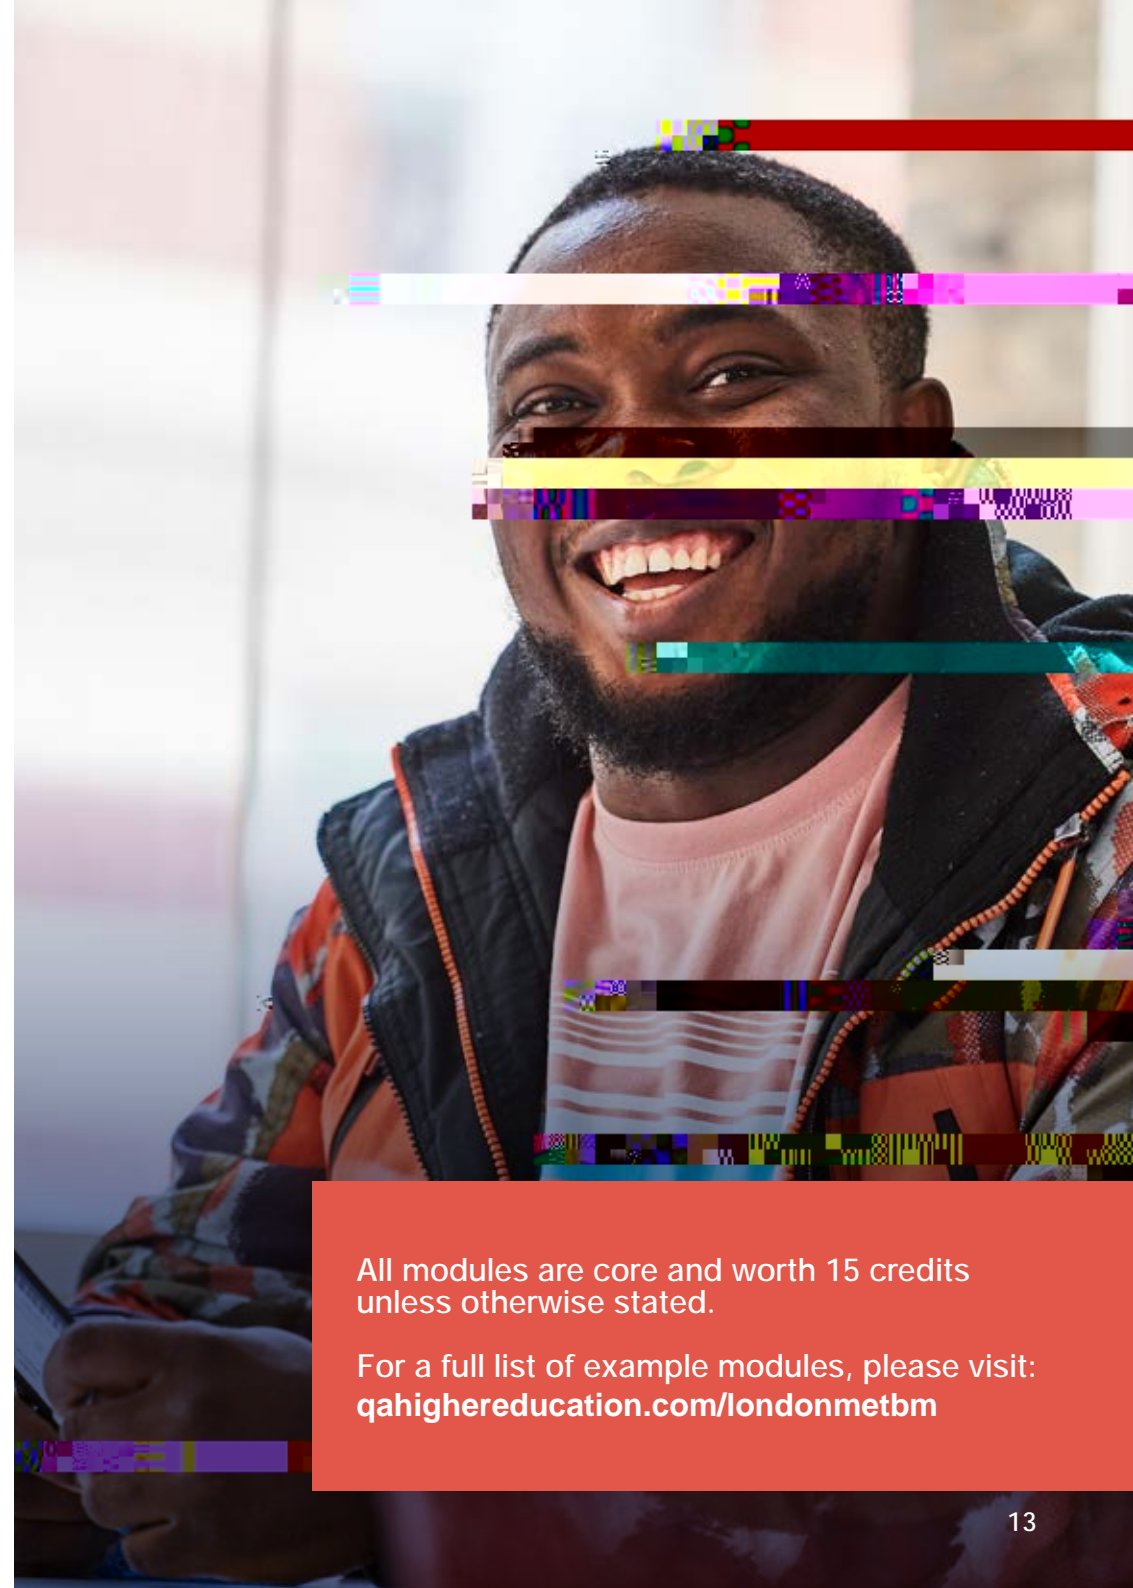 All modules are core and worth 15 credits
unless otherwise stated.
For a full list of example modules, please visit:
qahighereducation.com/londonmetbm
13